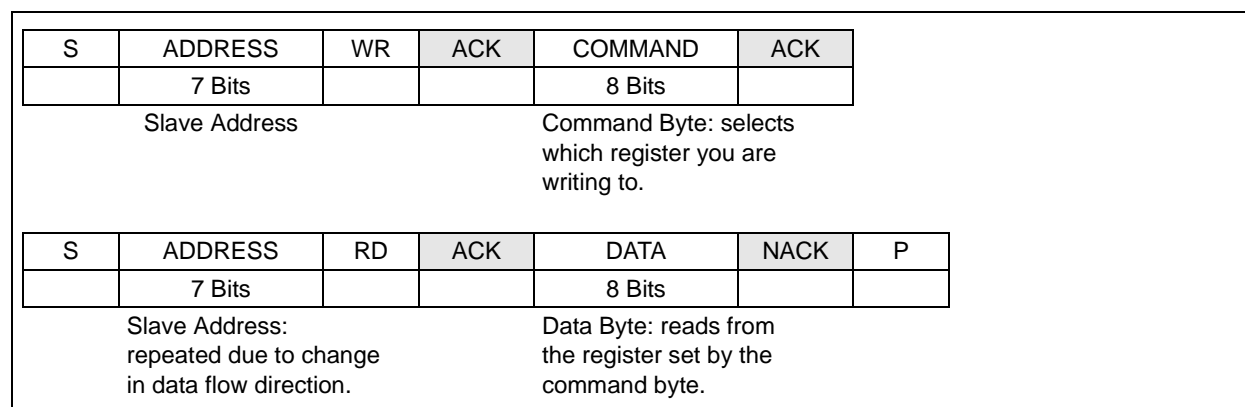 S ADDRESS WR ACK COMMAND ACK
7 Bits 8 Bits
Slave Address
Command Byte: selects
which register you are
writing to.
S ADDRESS RD ACK DATA NACK P
7 Bits 8 Bits
Slave Address:
repeated due to change
in data flow direction.
Data Byte: reads from
the register set by the
command byte.